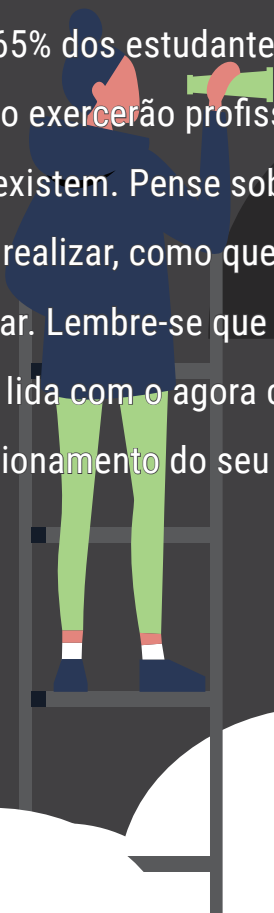 65% dos estudante
o exercerão profiss
existem. Pense sob
realizar, como que
ar. Lembre-se que
lida com o agora
ionamento do seu